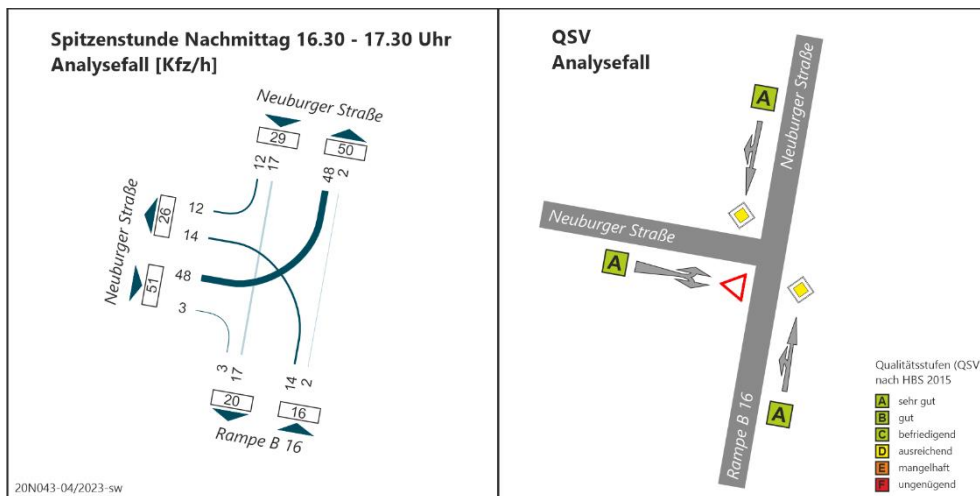 Spitzenstunde Nachmittag 16.30 - 17.30 Uhr
Analysefall [Kfz/h]
Neuburger Straße
29
50
12
17
48
2
Neuburger Straße
26
51
12
14
48
3
3
17
14
2
20
16
Rampe B 16
20N043-04/2023-sw
QSV
Analysefall
A
Neuburger Straße
Neuburger Straße
A
A
Rampe B 16
Qualitätsstufen (QSV
nach HBS 2015
A sehr gut
B gut
C befriedigend
D ausreichend
E mangelhaft
F ungenügend